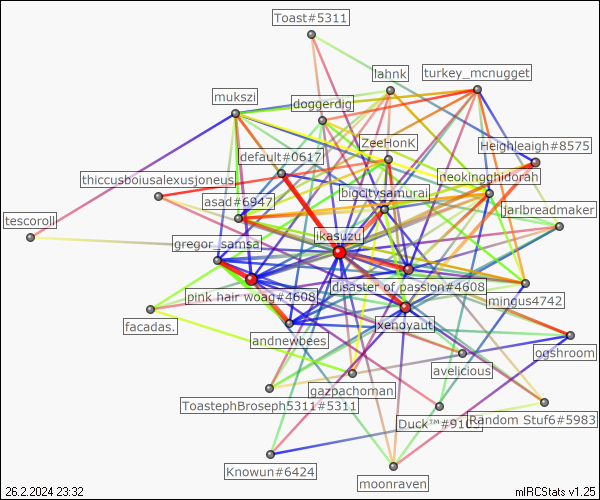 Toast#5311
lahnk
turkey_mcnugget
mukszi
doggerdig
ZeeHonK
Heighleaigh#8575
default#0617
thiccusboiusalexusjoneus
neokingghidorah
bigcitysamurai
asad#6947
jarlbreadmaker
tescoroll
ikasuzu
gregor_samsa
disaster of passion#4608
pink hair woag#4608
mingus4742
facadas.
xenoyaut
andrewbees
ogshroom
avelicious
gazpachoman
ToastephBroseph5311#5311
Duck™#910
Random Stuf6#5983
Knowun#6424
moonraven
26.2.2024 23:32
mIRCStats v1.25